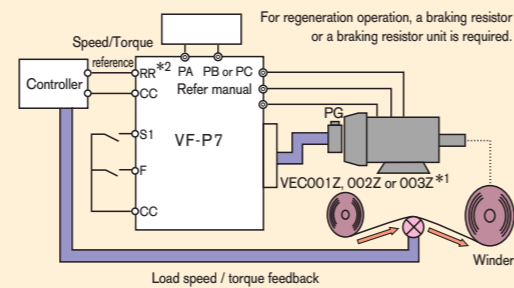 For regeneration operation, a braking resistor
or a braking resistor unit is required.
Speed/Torque
reference
Controller
RR*2
PA
PB or PC
Refer manual
CC
S1
F
CC
VF-P7
PG
VEC001Z, 002Z or 003Z*1
Winder
Load speed / torque feedback